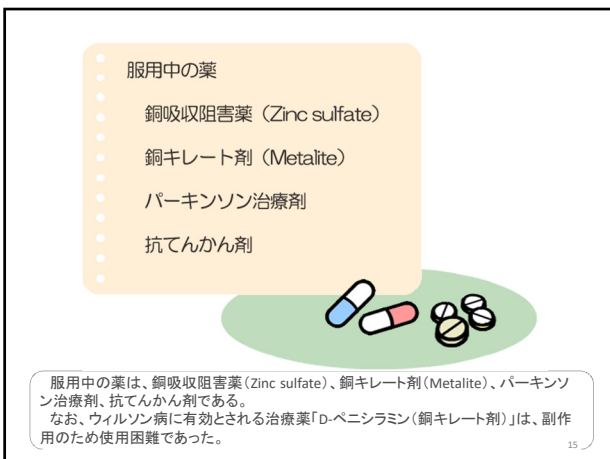 服用中の薬
銅吸収阻害薬（Zinc sulfate）
銅キレート剤（Metalite）
パーキンソン治療剤
抗てんかん剤
服用中の薬は、銅吸収阻害薬（Zinc sulfate）、銅キレート剤（Metalite）、パーキンソ
ン治療剤、抗てんかん剤である。
なお、ウィルソン病に有効とされる治療薬「D-ペニシラミン（銅キレート剤）」は、副作
用のため使用困難であった。
15